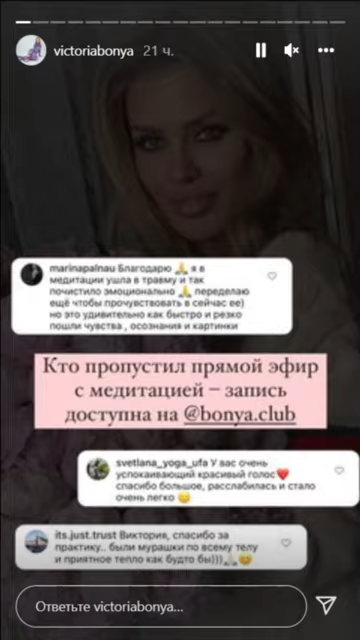 victoriabonya 21 ч.
marinapalnau Благодарю 🙏 я в
медитации ушла в травму и так
почистило эмоционально 🙏 переделаю
ещё чтобы прочувствовать в сейчас ее)
но это удивительно как быстро и резко
пошли чувства , осознания и картинки
Кто пропустил прямой эфир
с медитацией – запись
доступна на @bonya.club
svetlana_yoga_ufa У вас очень
успокаивающий красивый голос❤️
спасибо большое, расслабилась и стало
очень легко 😊
its.just.trust Виктория, спасибо за
практику.. были мурашки по всему телу
и приятное тепло как будто бы)))🙏😊
Ответьте victoriabonya...